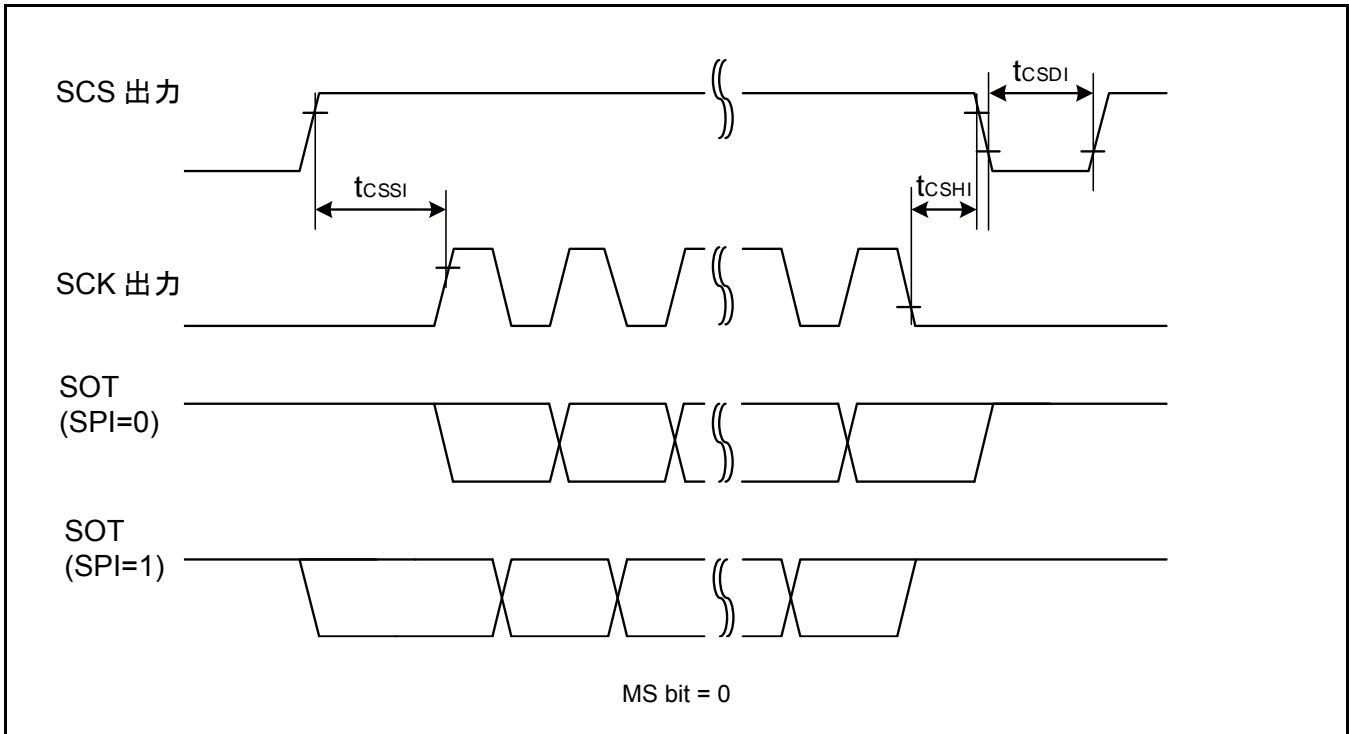 SCS 出力
tCSDI
tCSSI
tCSHI
SCK 出力
SOT
(SPI=0)
SOT
(SPI=1)
MS bit = 0